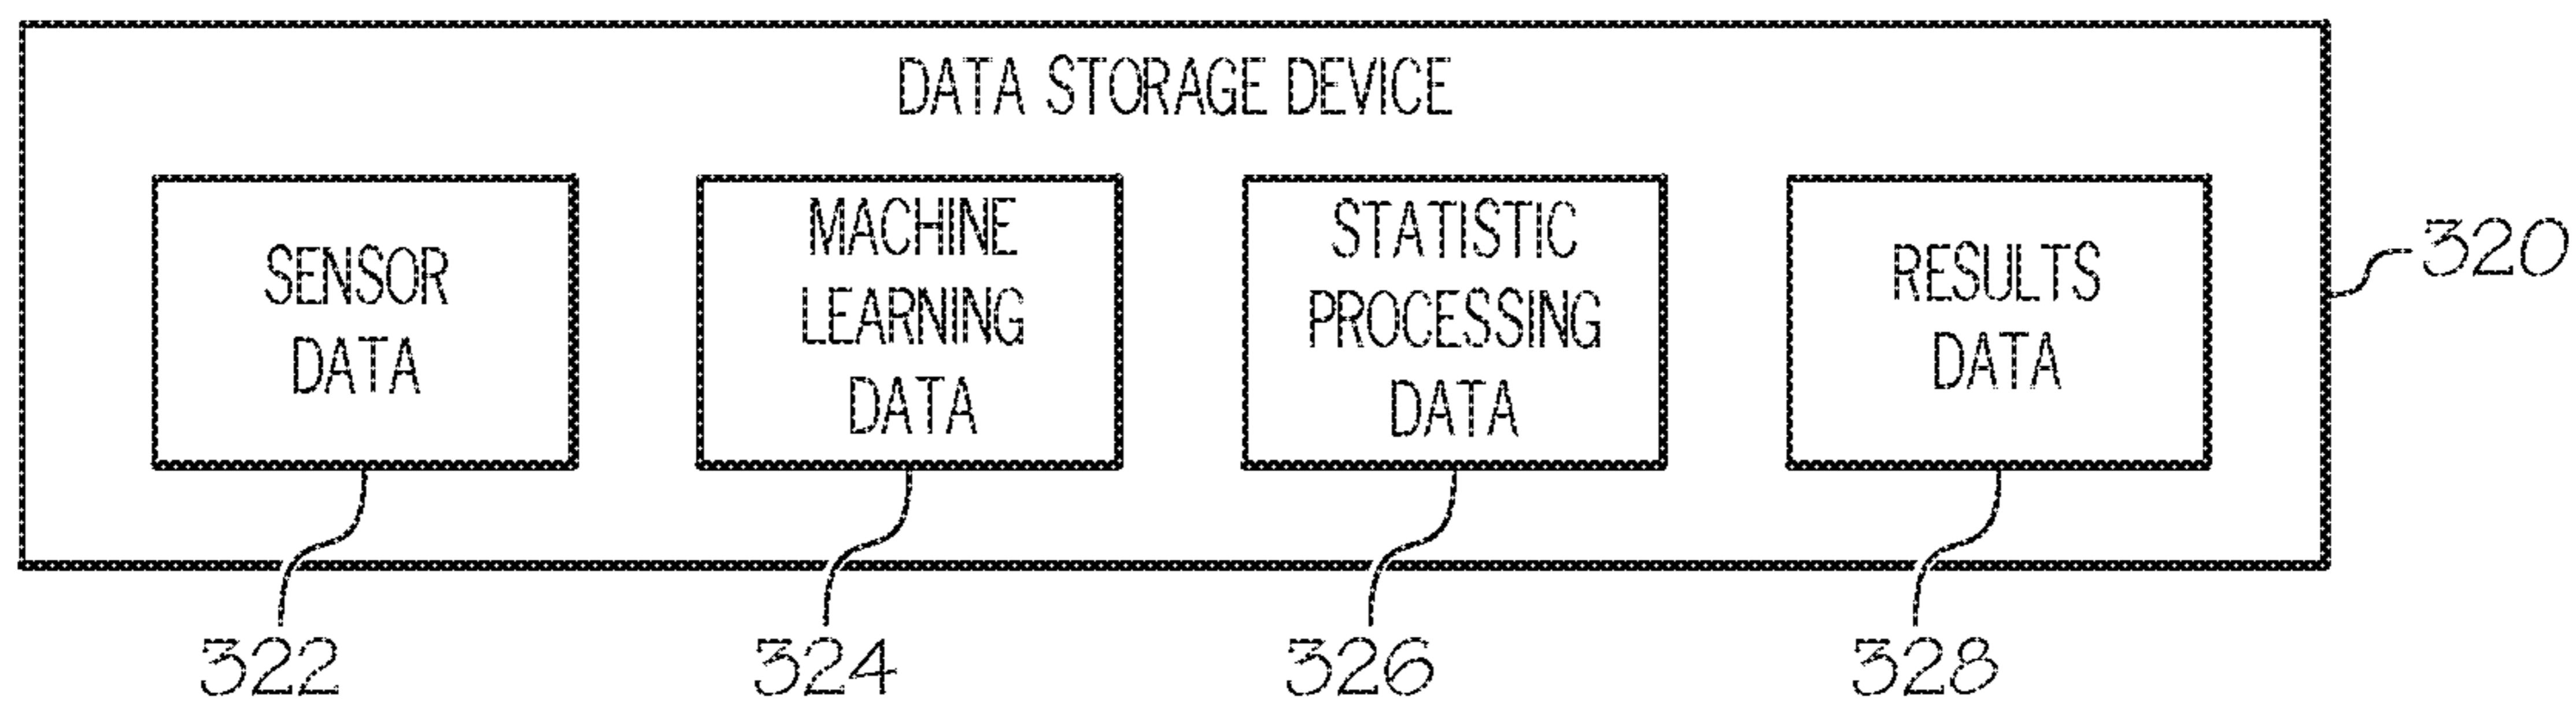 DATA STORAGE DEVICE
SENSOR
DATA
MACHINE
LEARNING
DATA
STATISTIC
PROCESSING
DATA
RESULTS
DATA
320
322
324
326
328